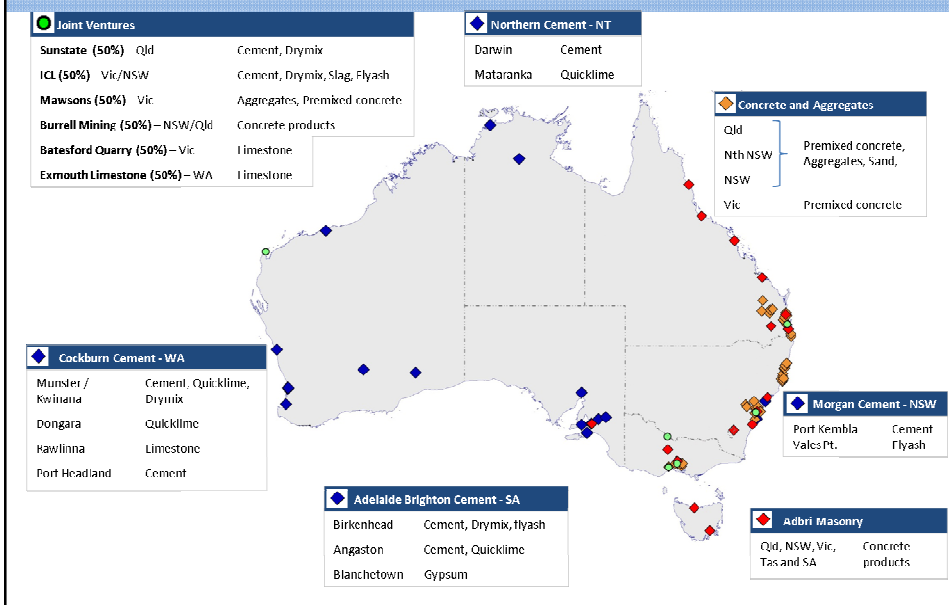 Joint Ventures
Sunstate (50%) Qld Cement, Drymix
ICL (50%) Vic/NSW Cement, Drymix, Slag, Flyash
Mawsons (50%) Vic Aggregates, Premixed concrete
Burrell Mining (50%) – NSW/Qld Concrete products
Batesford Quarry (50%) – Vic Limestone
Exmouth Limestone (50%) – WA Limestone
Northern Cement - NT
Darwin Cement
Mataranka Quicklime
Concrete and Aggregates
Qld
Nth NSW
NSW
Premixed concrete,
Aggregates, Sand,
Vic Premixed concrete
Cockburn Cement - WA
Munster / Cement, Quicklime,
Kwinana Drymix
Dongara Quicklime
Rawlinna Limestone
Port Headland Cement
Morgan Cement - NSW
Port Kembla Cement
Vales Pt. Flyash
Adelaide Brighton Cement - SA
Birkenhead Cement, Drymix, flyash
Angaston Cement, Quicklime
Blanchetown Gypsum
Adbri Masonry
Qld, NSW, Vic, Concrete
Tas and SA products